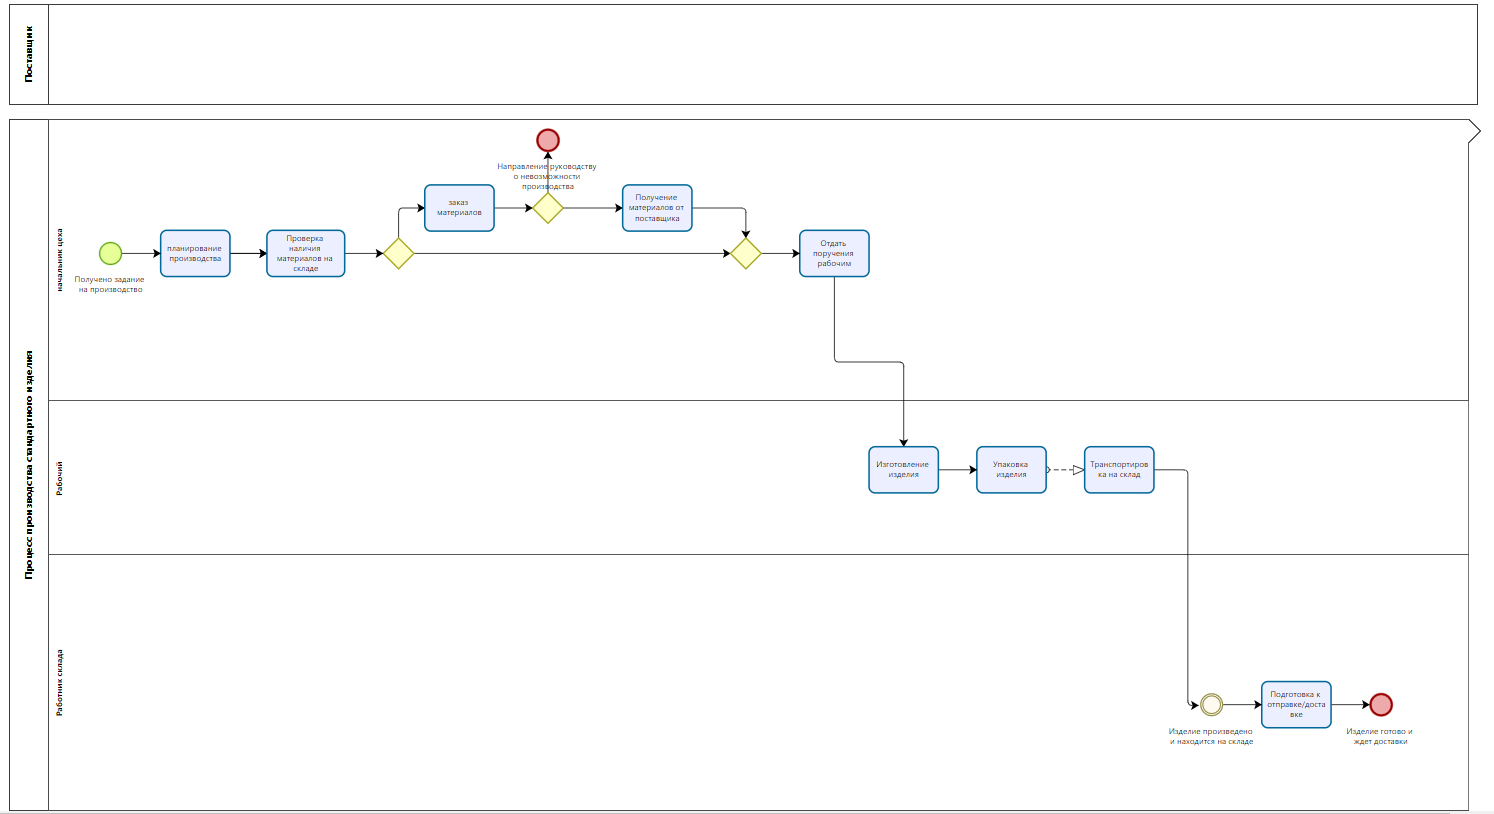 Поставщик
Процесс производства стандартного изделия
начальник цеха
Получено задание
на производство
планирование
производства
Проверка
наличия
материалов на
складе
заказ
материалов
Направление руководству
о невозможности
производства
Получение
материалов от
поставщика
Отдать
поручения
рабочим
Рабочий
Изготовление
изделия
Упаковка
изделия
Транспортиров
ка на склад
Работник склада
Изделие произведено
и находится на складе
Подготовка к
отправке/доста
вке
Изделие готово и
ждет доставки